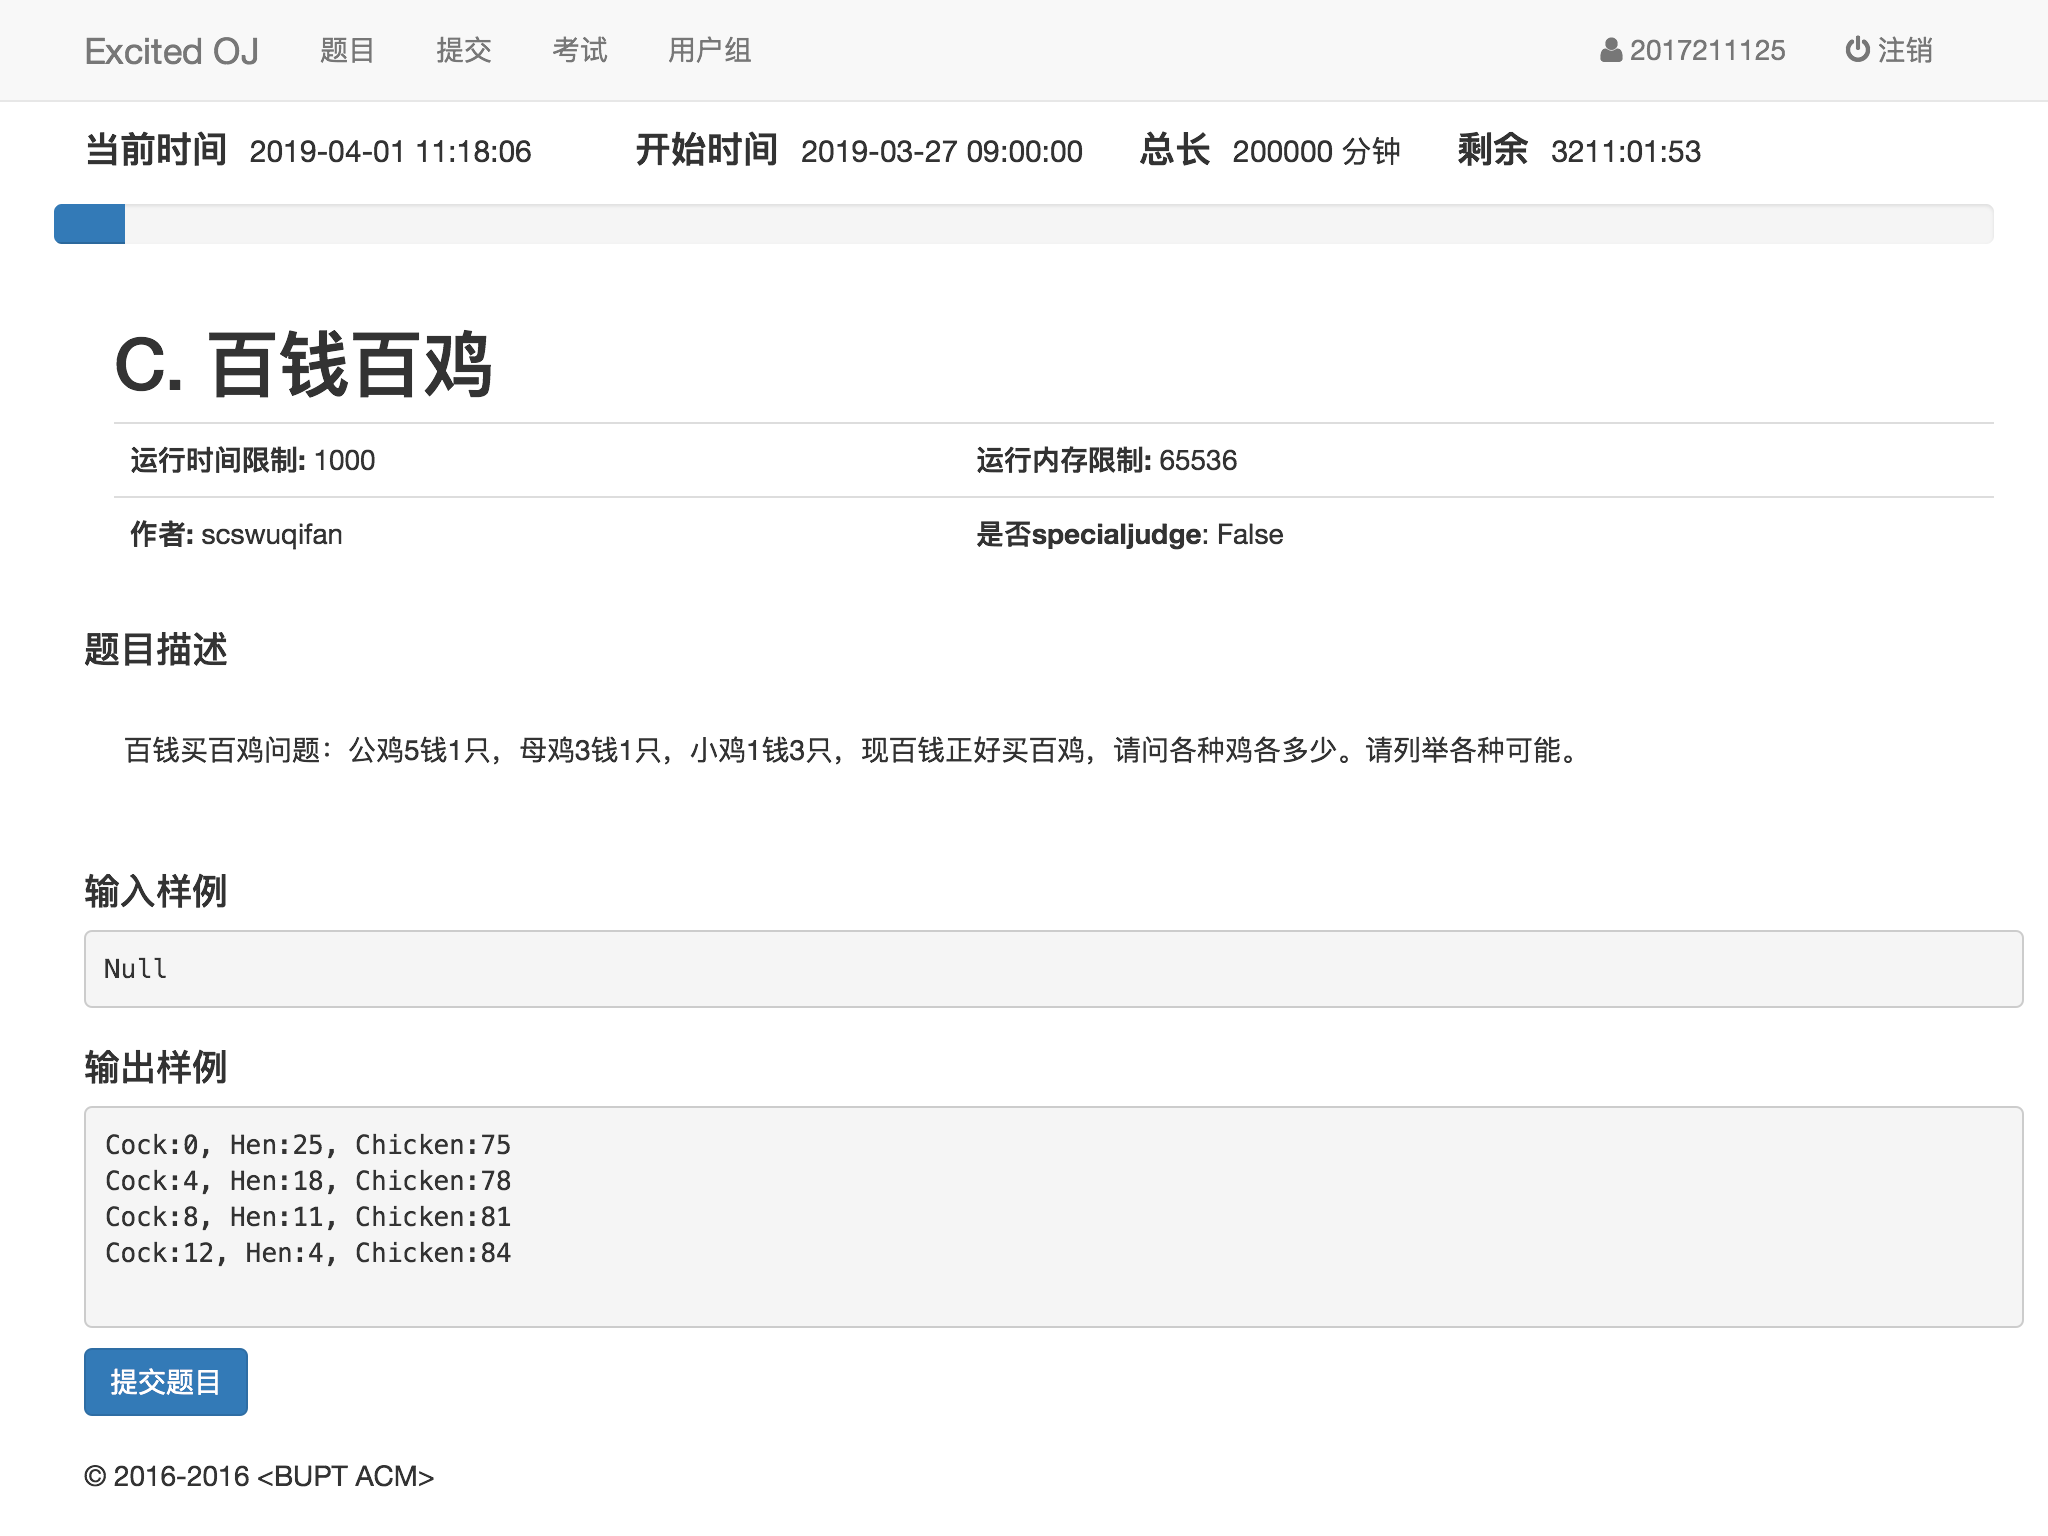 Excited OJ 题目 提交 考试 用户组 2017211125 注销
当前时间 2019-04-01 11:18:06 开始时间 2019-03-27 09:00:00 总长 200000 分钟 剩余 3211:01:53
C. 百钱百鸡
运行时间限制: 1000 运行内存限制: 65536
作者: scswuqifan 是否specialjudge: False
题目描述
百钱买百鸡问题：公鸡5钱1只，母鸡3钱1只，小鸡1钱3只，现百钱正好买百鸡，请问各种鸡各多少。请列举各种可能。
输入样例
Null
输出样例
Cock:0, Hen:25, Chicken:75
Cock:4, Hen:18, Chicken:78
Cock:8, Hen:11, Chicken:81
Cock:12, Hen:4, Chicken:84
提交题目
© 2016-2016 <BUPT ACM>